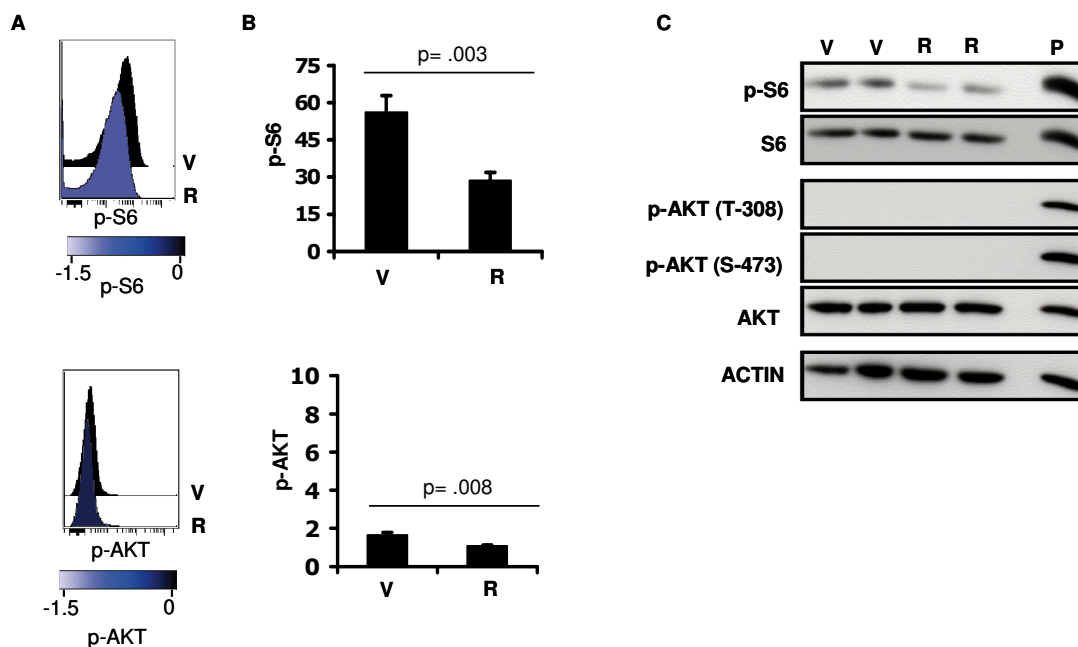 A
V
R
p-S6
-1.5 0
p-S6
V
R
p-AKT
-1.5 0
p-AKT
B
p= .003
75
60
45
30
15
0
p-S6
V R
10
8
6
4
2
0
p-AKT
p= .008
V R
C
V V R R P
p-S6
S6
p-AKT (T-308)
p-AKT (S-473)
AKT
ACTIN